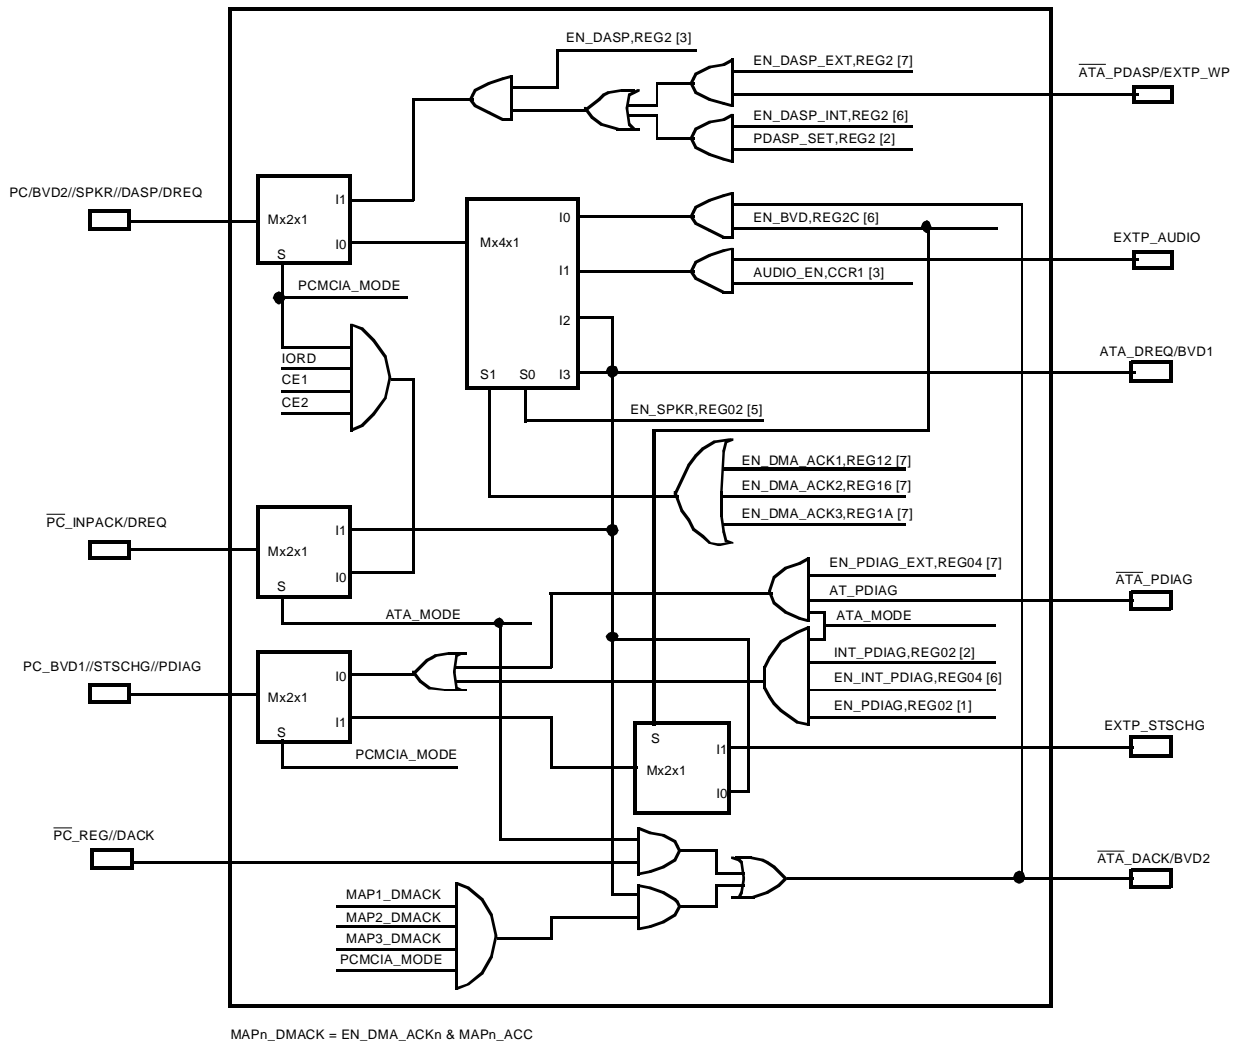 EN_DASP,REG2 [3]
EN_DASP_EXT,REG2 [7]
ATA_PDASP/EXTP_WP
EN_DASP_INT,REG2 [6]
PDASP_SET,REG2 [2]
PC/BVD2//SPKR//DASP/DREQ
Mx2x1
I1
I0
S
Mx4x1
I0
I1
I2
I3
S1
S0
EN_BVD,REG2C [6]
EXTP_AUDIO
AUDIO_EN,CCR1 [3]
PCMCIA_MODE
IORD
CE1
CE2
ATA_DREQ/BVD1
EN_SPKR,REG02 [5]
EN_DMA_ACK1,REG12 [7]
EN_DMA_ACK2,REG16 [7]
EN_DMA_ACK3,REG1A [7]
PC_INPACK/DREQ
Mx2x1
I1
I0
S
ATA_MODE
EN_PDIAG_EXT,REG04 [7]
ATA_PDIAG
AT_PDIAG
ATA_MODE
PC_BVD1//STSCHG//PDIAG
Mx2x1
I0
I1
S
PCMCIA_MODE
INT_PDIAG,REG02 [2]
EN_INT_PDIAG,REG04 [6]
EN_PDIAG,REG02 [1]
EXTP_STSCHG
S
I1
Mx2x1
I0
PC_REG//DACK
ATA_DACK/BVD2
MAP1_DMACK
MAP2_DMACK
MAP3_DMACK
PCMCIA_MODE
MAPn_DMACK = EN_DMA_ACKn & MAPn_ACC